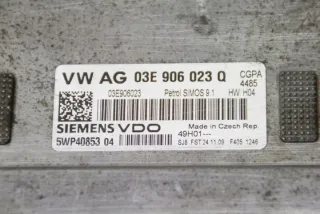 VW AG 03E 906 023 Q CGPA
4485
03E906023 Petrol SIMOS 9.1 HW: H04
SIEMENS VDO Made in Czech Rep.
49H01---
5WP40853 04 SJ8 FST 24.11.09 F405 1246